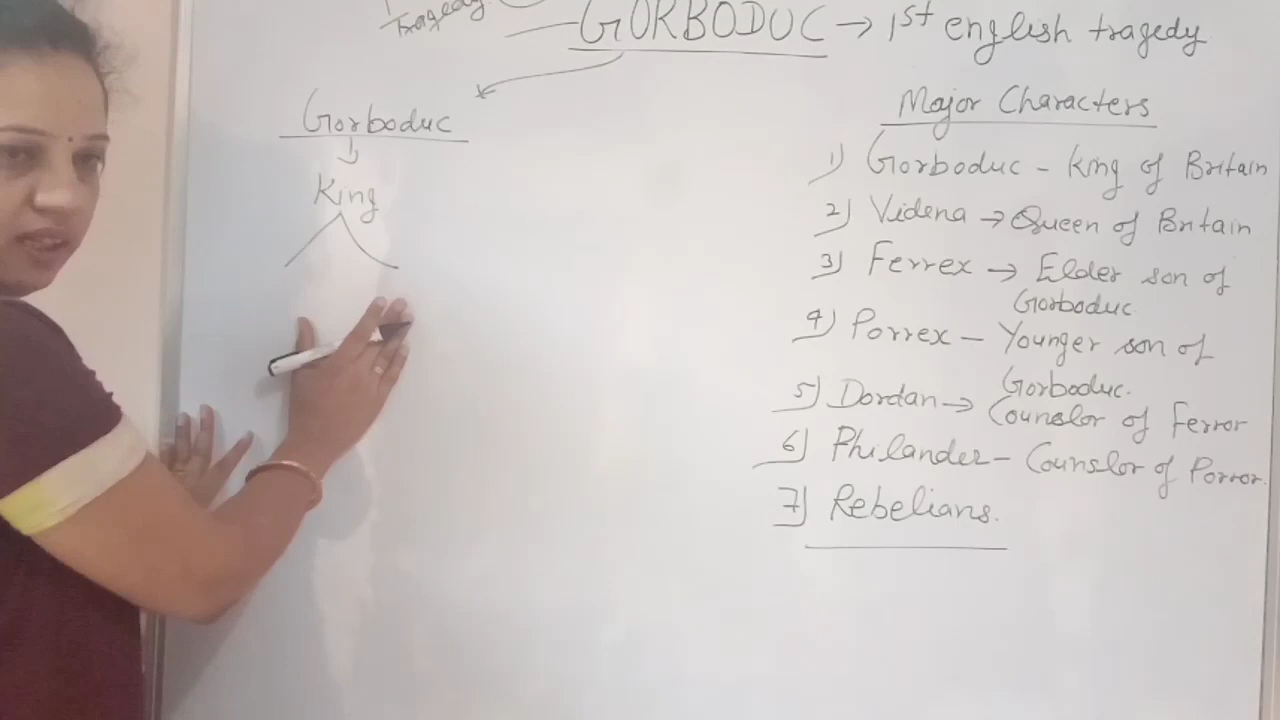 Tragedy
GORBODUC → 1st english tragedy
Gorboduc
King
Major Characters
1) Gorboduc - King of Britain
2) Videna → Queen of Britain
3) Ferrex → Elder son of
Gorboduc
4) Porrex - Younger son of
Gorboduc.
5) Dordan → Counslor of Ferror
6) Philander - Counslor of Porror.
7) Rebelians.